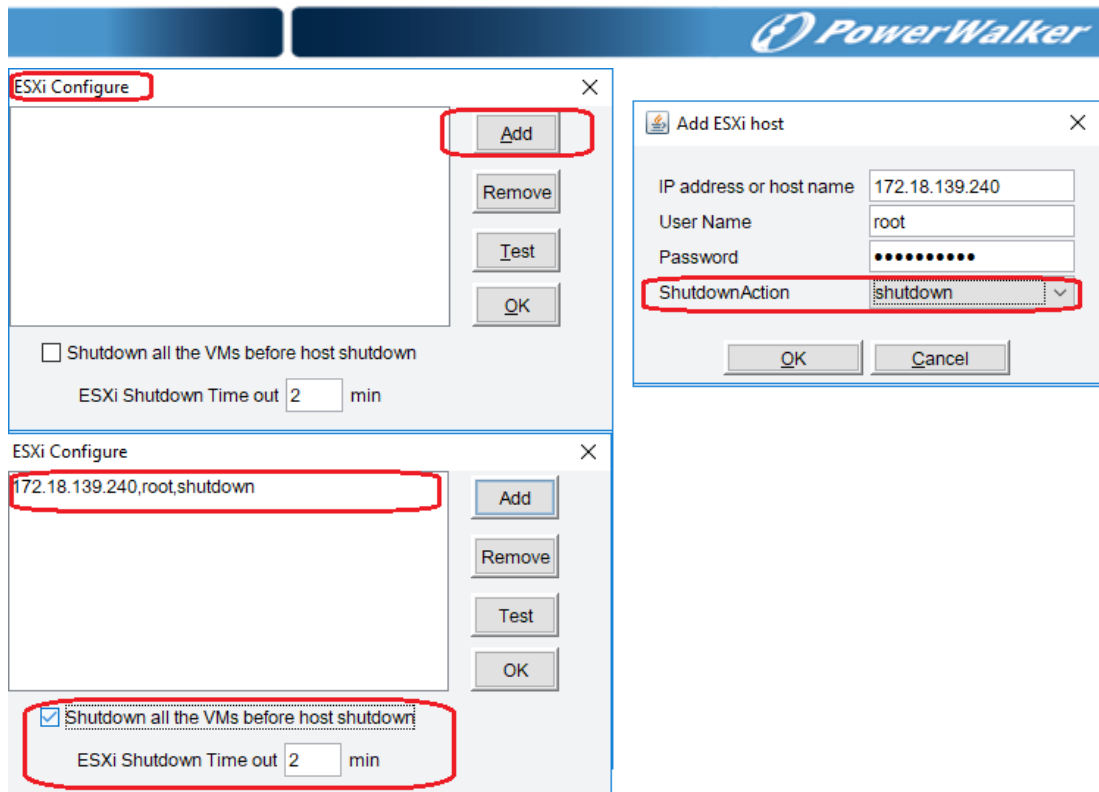 PowerWalker
ESXi Configure
Add
Remove
Test
OK
Shutdown all the VMs before host shutdown
ESXi Shutdown Time out 2 min
Add ESXi host
IP address or host name 172.18.139.240
User Name root
Password ••••••••••
ShutdownAction shutdown
OK Cancel
ESXi Configure
172.18.139.240,root,shutdown
Add
Remove
Test
OK
Shutdown all the VMs before host shutdown
ESXi Shutdown Time out 2 min